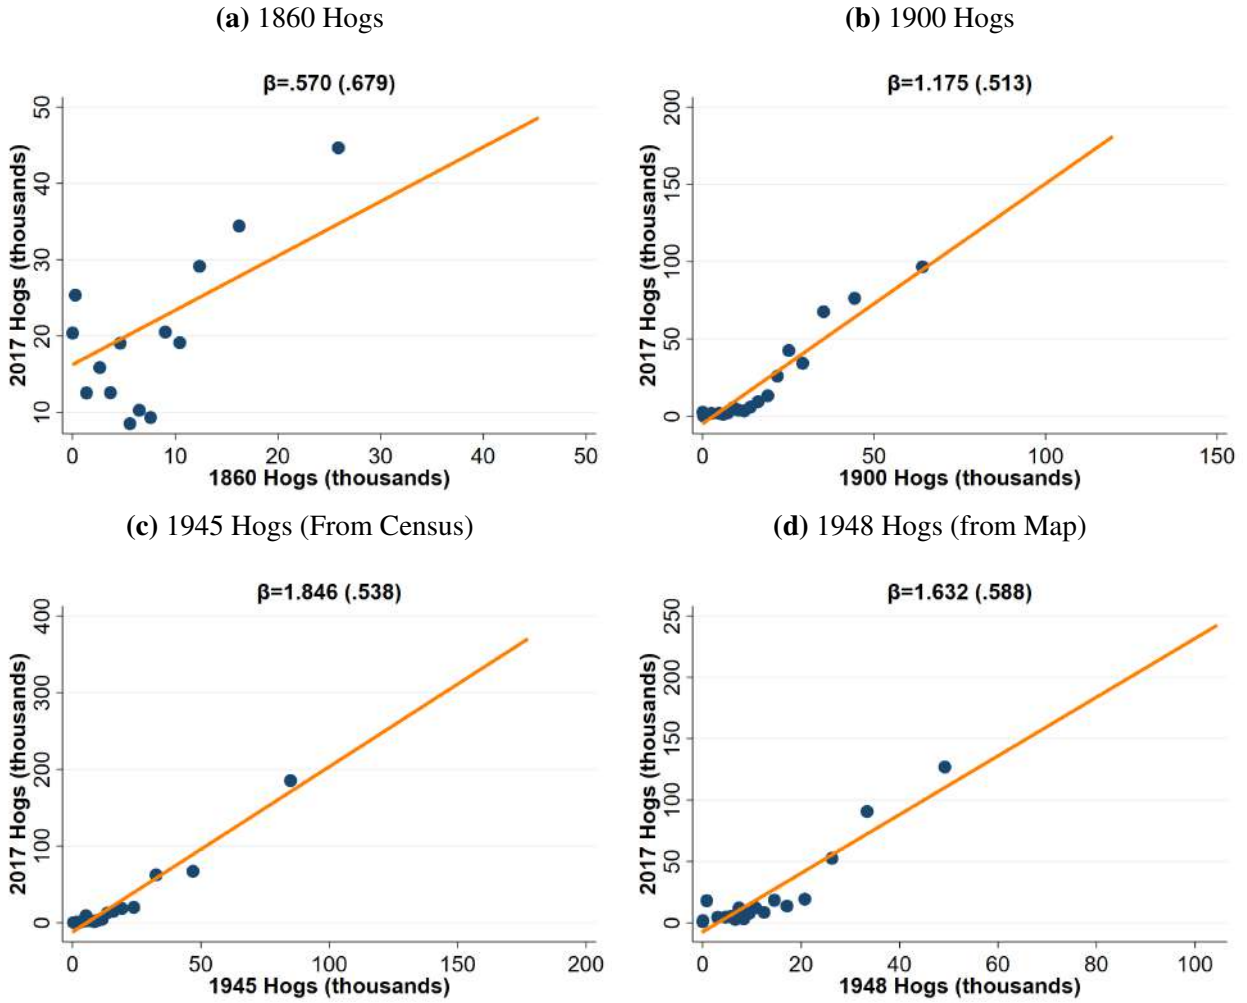 (a) 1860 Hogs
β=.570 (.679)
2017 Hogs (thousands)
50
40
30
20
10
0 10 20 30 40 50
1860 Hogs (thousands)
(b) 1900 Hogs
β=1.175 (.513)
2017 Hogs (thousands)
200
150
100
50
0
0 50 100 150
1900 Hogs (thousands)
(c) 1945 Hogs (From Census)
β=1.846 (.538)
2017 Hogs (thousands)
400
300
200
100
0
0 50 100 150 200
1945 Hogs (thousands)
(d) 1948 Hogs (from Map)
β=1.632 (.588)
2017 Hogs (thousands)
250
200
150
100
50
0
0 20 40 60 80 100
1948 Hogs (thousands)